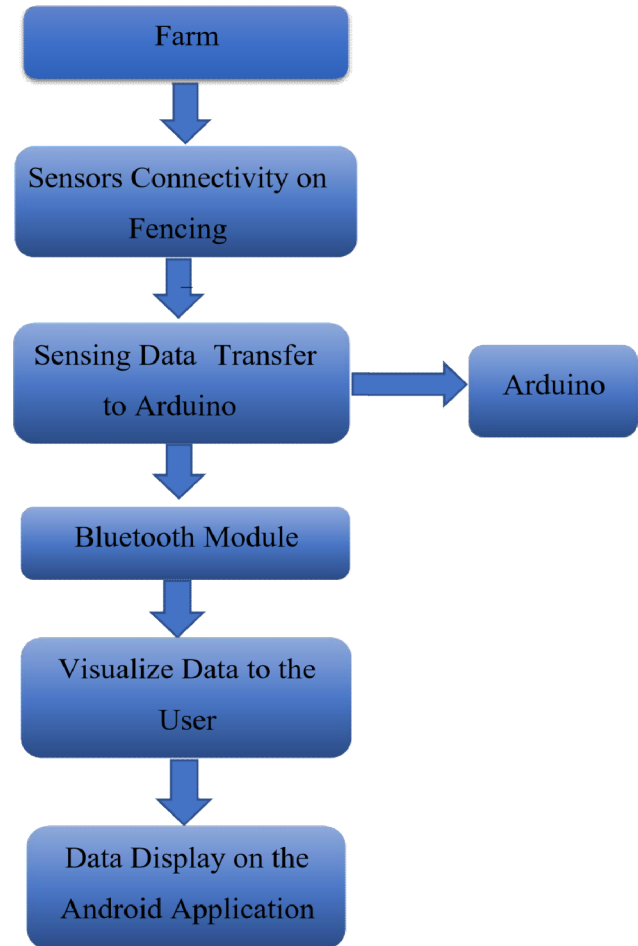 Farm
Sensors Connectivity on
Fencing
Sensing Data Transfer
to Arduino
Arduino
Bluetooth Module
Visualize Data to the
User
Data Display on the
Android Application